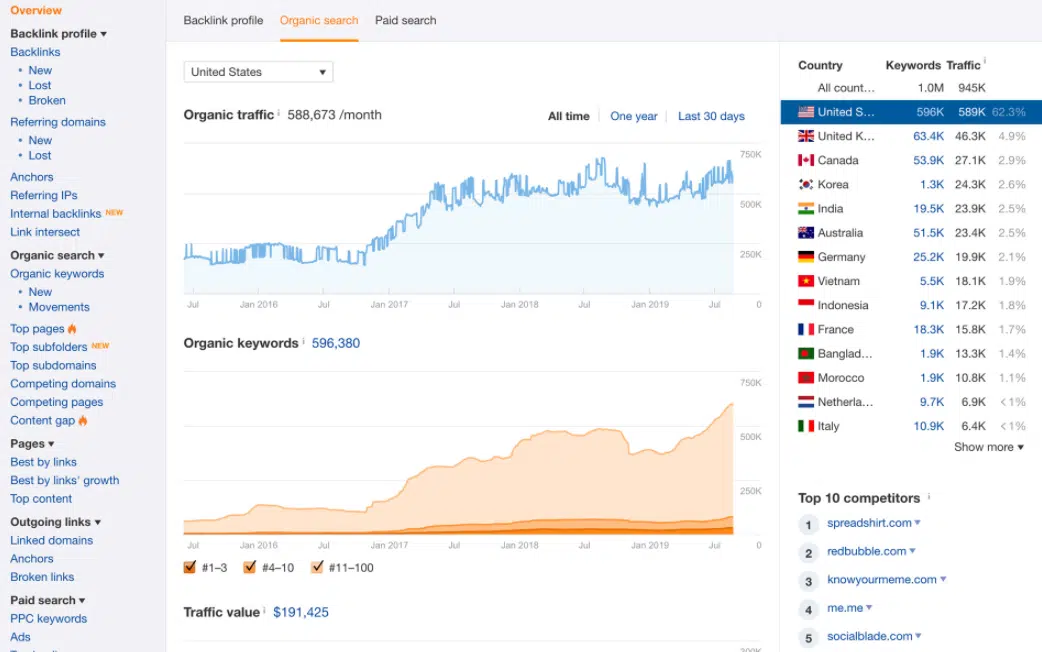 Overview
Backlink profile ▾
Backlinks
• New
• Lost
• Broken
Referring domains
• New
• Lost
Anchors
Referring IPs
Internal backlinks NEW
Link intersect
Organic search ▾
Organic keywords
• New
• Movements
Top pages
Top subfolders NEW
Top subdomains
Competing domains
Competing pages
Content gap
Pages ▾
Best by links
Best by links' growth
Top content
Outgoing links ▾
Linked domains
Anchors
Broken links
Paid search ▾
PPC keywords
Ads
Backlink profile Organic search Paid search
United States ▾
Organic traffic i 588,673 /month
All time One year Last 30 days
750K
500K
250K
Jul Jan 2016 Jul Jan 2017 Jul Jan 2018 Jul Jan 2019 Jul 0
Organic keywords i 596,380
750K
500K
250K
Jul Jan 2016 Jul Jan 2017 Jul Jan 2018 Jul Jan 2019 Jul 0
#1–3 #4–10 #11–100
Traffic value i $191,425
300K
Country Keywords Traffic i
All count... 1.0M 945K
United S... 596K 589K 62.3%
United K... 63.4K 46.3K 4.9%
Canada 53.9K 27.1K 2.9%
Korea 1.3K 24.3K 2.6%
India 19.5K 23.9K 2.5%
Australia 51.5K 23.4K 2.5%
Germany 25.2K 19.9K 2.1%
Vietnam 5.5K 18.1K 1.9%
Indonesia 9.1K 17.2K 1.8%
France 18.3K 15.8K 1.7%
Banglad... 1.9K 13.3K 1.4%
Morocco 1.9K 10.8K 1.1%
Netherla... 9.7K 6.9K <1%
Italy 10.9K 6.4K <1%
Show more ▾
Top 10 competitors i
1 spreadshirt.com ▾
2 redbubble.com ▾
3 knowyourmeme.com ▾
4 me.me ▾
5 socialblade.com ▾